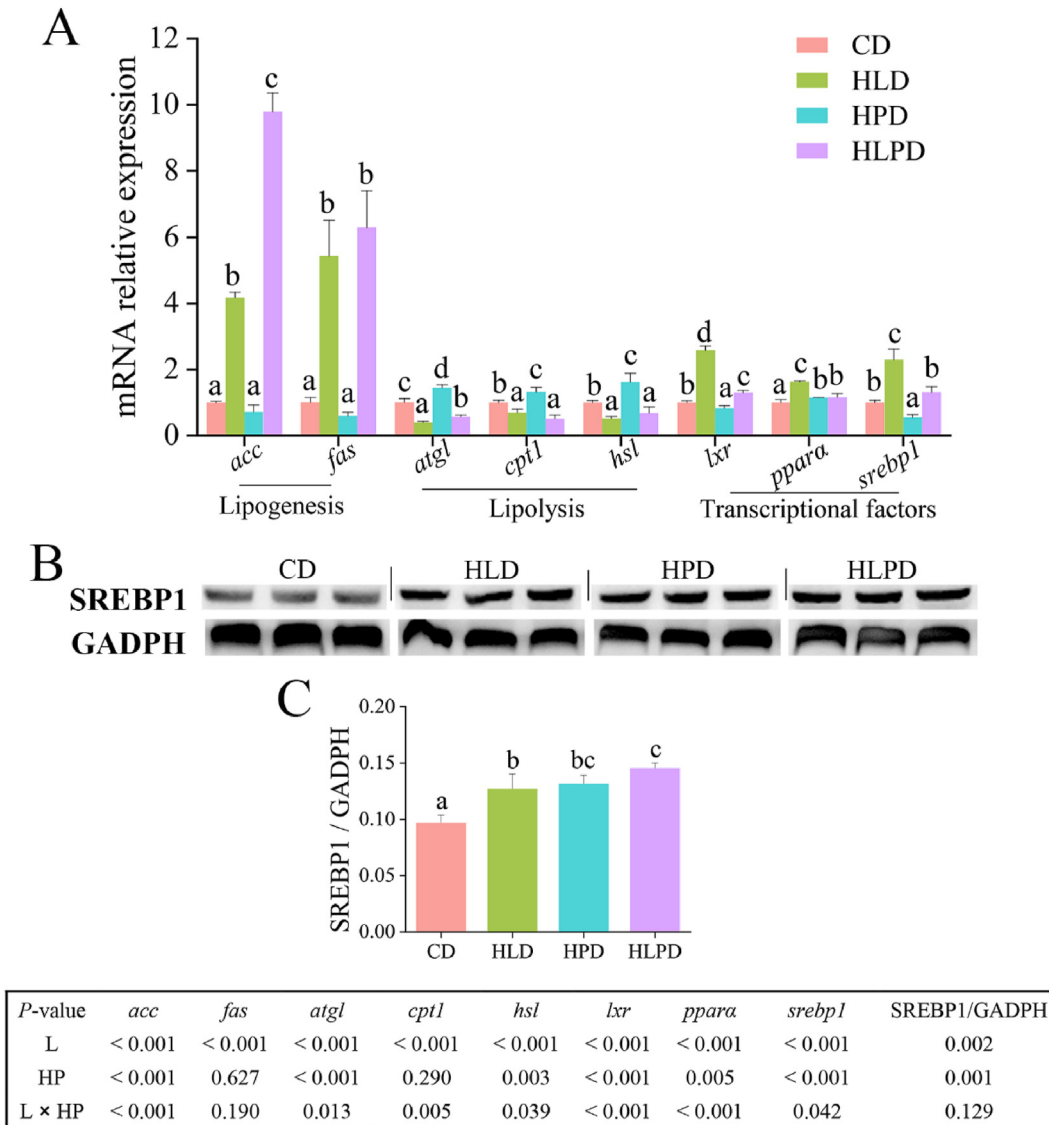 A
12
10
8
6
4
2
0
mRNA relative expression
CD
HLD
HPD
HLPD
a b a c
a b a b
c a d b
b a c a
b a c a
b d a c
a c b b
b c a b
acc fas atgl cpt1 hsl lxr pparα srebp1
Lipogenesis Lipolysis Transcriptional factors
B
CD HLD HPD HLPD
SREBP1
GADPH
C
0.20
0.15
0.10
0.05
0.00
SREBP1 / GADPH
a b bc c
CD HLD HPD HLPD
P-value acc fas atgl cpt1 hsl lxr pparα srebp1 SREBP1/GADPH
L < 0.001 < 0.001 < 0.001 < 0.001 < 0.001 < 0.001 < 0.001 < 0.001 0.002
HP < 0.001 0.627 < 0.001 0.290 0.003 < 0.001 0.005 < 0.001 0.001
L × HP < 0.001 0.190 0.013 0.005 0.039 < 0.001 < 0.001 0.042 0.129